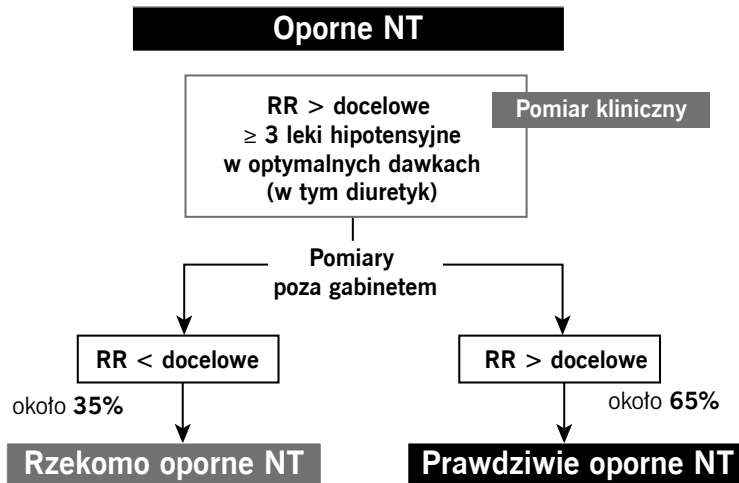 Oporne NT
RR > docelowe
≥ 3 leki hipotensyjne
w optymalnych dawkach
(w tym diuretyk)
Pomiar kliniczny
Pomiary
poza gabinetem
RR < docelowe
RR > docelowe
około 35%
około 65%
Rzekomo oporne NT
Prawdziwie oporne NT